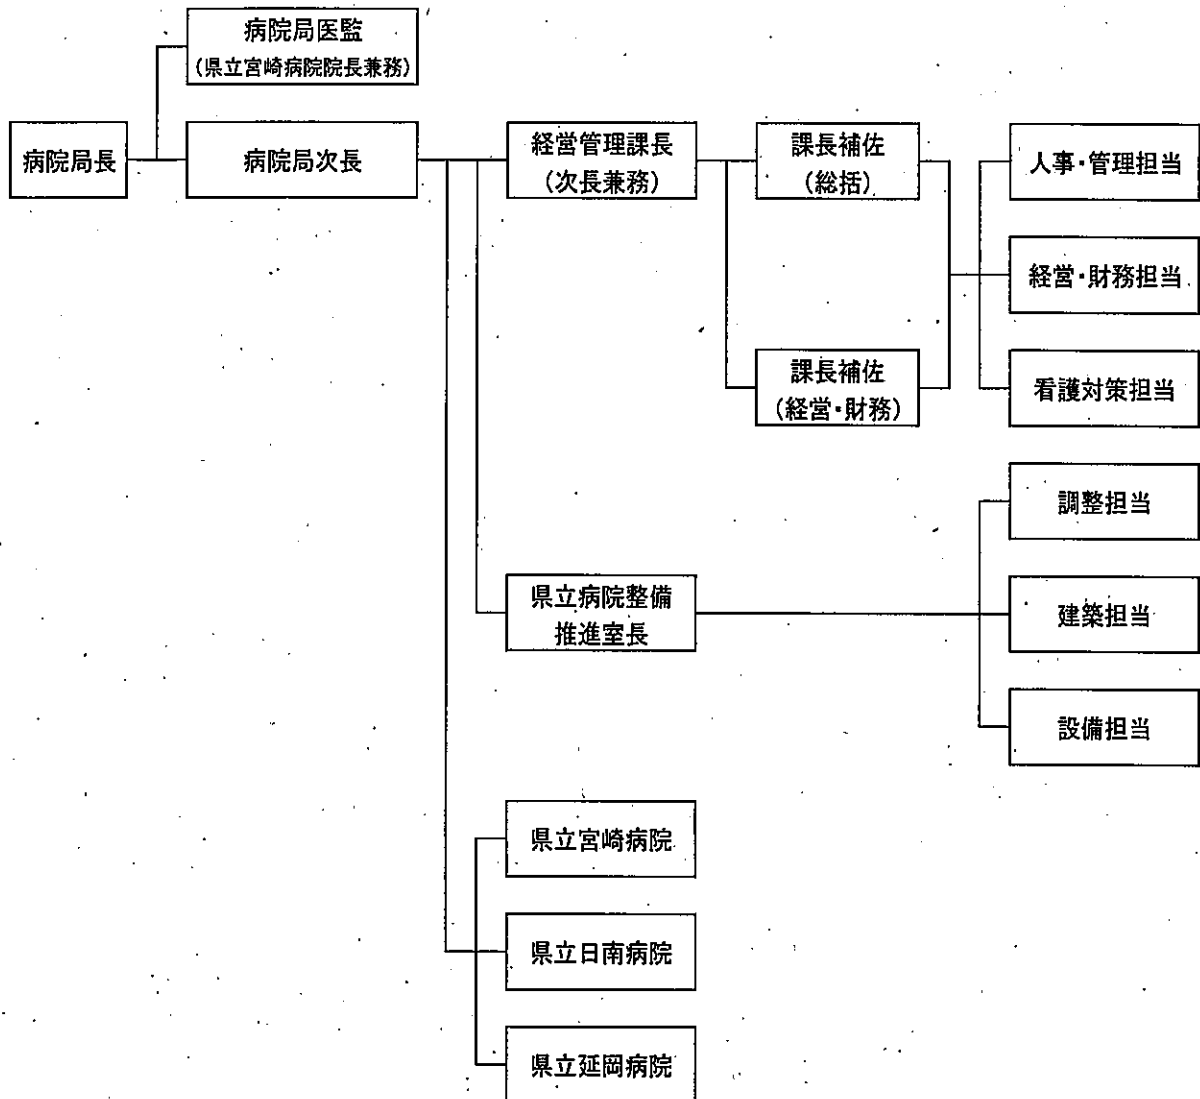 病院局医監
(県立宮崎病院院長兼務)
病院局長
病院局次長
経営管理課長
(次長兼務)
課長補佐
(総括)
人事・管理担当
経営・財務担当
課長補佐
(経営・財務)
看護対策担当
調整担当
県立病院整備
推進室長
建築担当
設備担当
県立宮崎病院
県立日南病院
県立延岡病院